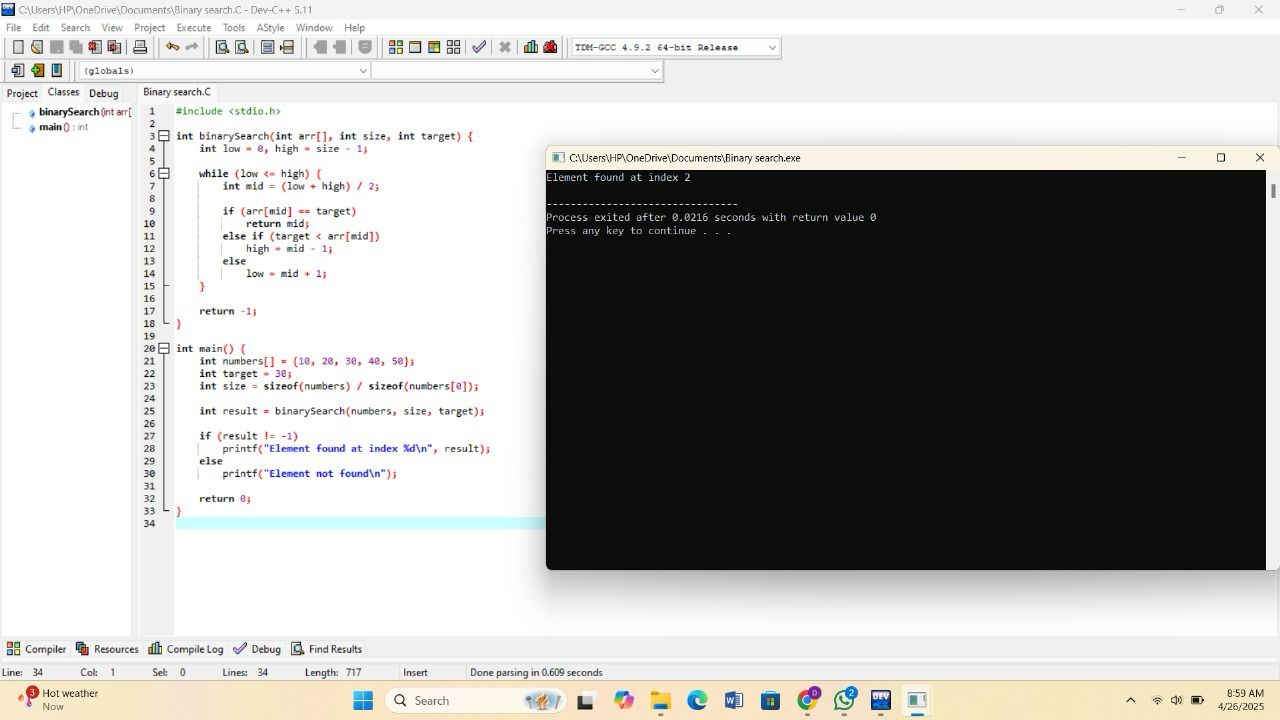 C:\Users\HP\OneDrive\Documents\Binary search.C - Dev-C++ 5.11
File Edit Search View Project Execute Tools AStyle Window Help
TDM-GCC 4.9.2 64-bit Release
(globals)
Project Classes Debug
Binary search.C
binarySearch (int arr[
main () : int
1 #include <stdio.h>
2
3 int binarySearch(int arr[], int size, int target) {
4 int low = 0, high = size - 1;
5
6 while (low <= high) {
7 int mid = (low + high) / 2;
8
9 if (arr[mid] == target)
10 return mid;
11 else if (target < arr[mid])
12 high = mid - 1;
13 else
14 low = mid + 1;
15 }
16
17 return -1;
18 }
19
20 int main() {
21 int numbers[] = {10, 20, 30, 40, 50};
22 int target = 30;
23 int size = sizeof(numbers) / sizeof(numbers[0]);
24
25 int result = binarySearch(numbers, size, target);
26
27 if (result != -1)
28 printf("Element found at index %d\n", result);
29 else
30 printf("Element not found\n");
31
32 return 0;
33 }
34
C:\Users\HP\OneDrive\Documents\Binary search.exe
Element found at index 2
--------------------------------
Process exited after 0.0216 seconds with return value 0
Press any key to continue . . .
Compiler Resources Compile Log Debug Find Results
Line: 34 Col: 1 Sel: 0 Lines: 34 Length: 717 Insert Done parsing in 0.609 seconds
3 Hot weather
Now
Search
D
2
DEV
C++
8:59 AM
4/26/2025